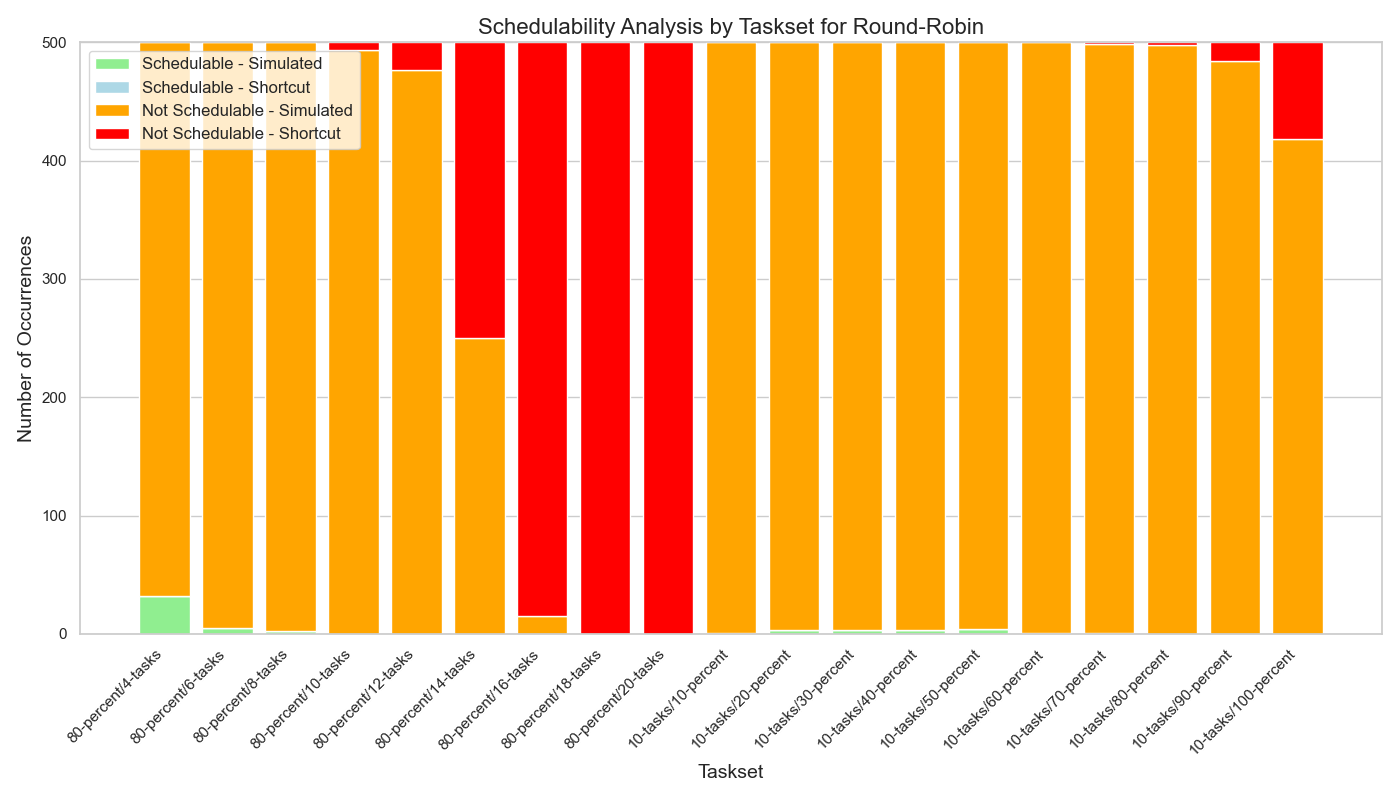 Schedulability Analysis by Taskset for Round-Robin
Schedulable - Simulated
Schedulable - Shortcut
Not Schedulable - Simulated
Not Schedulable - Shortcut
Number of Occurrences
500
400
300
200
100
0
80-percent/4-tasks
80-percent/6-tasks
80-percent/8-tasks
80-percent/10-tasks
80-percent/12-tasks
80-percent/14-tasks
80-percent/16-tasks
80-percent/18-tasks
80-percent/20-tasks
10-tasks/10-percent
10-tasks/20-percent
10-tasks/30-percent
10-tasks/40-percent
10-tasks/50-percent
10-tasks/60-percent
10-tasks/70-percent
10-tasks/80-percent
10-tasks/90-percent
10-tasks/100-percent
Taskset